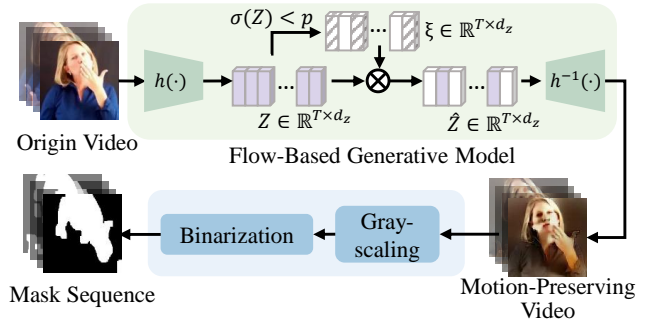 σ(Z) < p
ξ ∈ ℝ^{T×d_z}
h(·)
...
...
...
h⁻¹(·)
Z ∈ ℝ^{T×d_z}
Ẑ ∈ ℝ^{T×d_z}
Origin Video
Flow-Based Generative Model
Binarization
Gray-
scaling
Mask Sequence
Motion-Preserving
Video